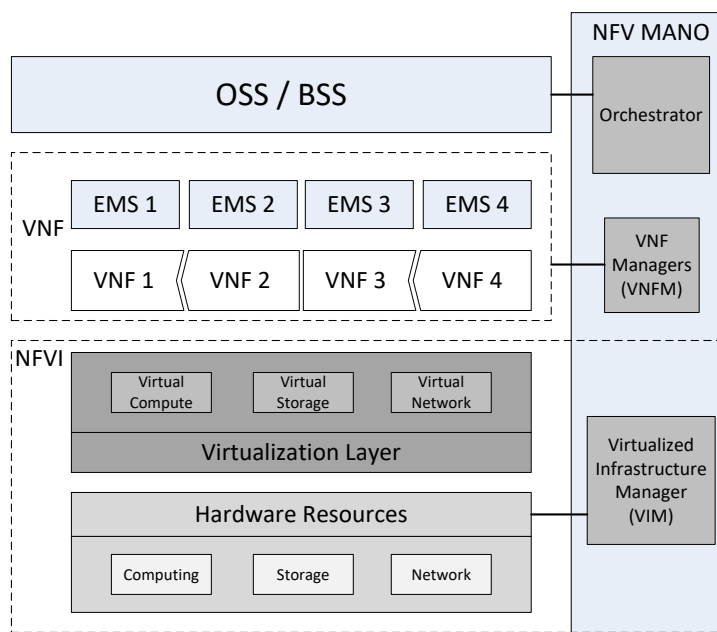 NFV MANO
OSS / BSS
Orchestrator
VNF
EMS 1
EMS 2
EMS 3
EMS 4
VNF 1
VNF 2
VNF 3
VNF 4
VNF
Managers
(VNFM)
NFVI
Virtual
Compute
Virtual
Storage
Virtual
Network
Virtualization Layer
Hardware Resources
Computing
Storage
Network
Virtualized
Infrastructure
Manager
(VIM)